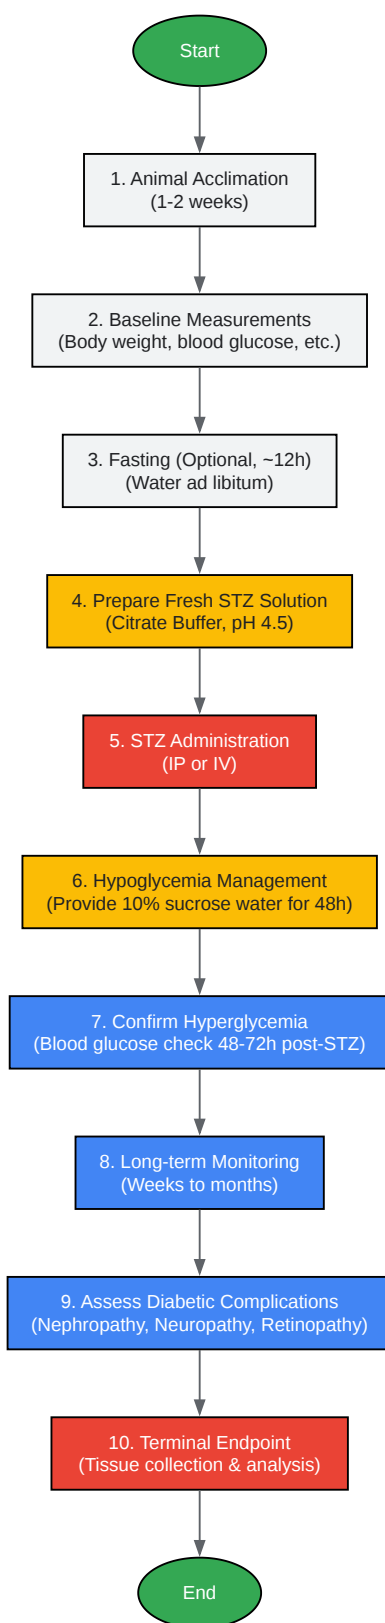 Start
1. Animal Acclimation
(1-2 weeks)
2. Baseline Measurements
(Body weight, blood glucose, etc.)
3. Fasting (Optional, ~12h)
(Water ad libitum)
4. Prepare Fresh STZ Solution
(Citrate Buffer, pH 4.5)
5. STZ Administration
(IP or IV)
6. Hypoglycemia Management
(Provide 10% sucrose water for 48h)
7. Confirm Hyperglycemia
(Blood glucose check 48-72h post-STZ)
8. Long-term Monitoring
(Weeks to months)
9. Assess Diabetic Complications
(Nephropathy, Neuropathy, Retinopathy)
10. Terminal Endpoint
(Tissue collection & analysis)
End